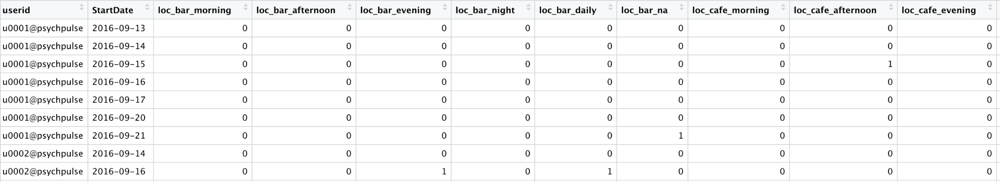 userid StartDate loc_bar_morning loc_bar_afternoon loc_bar_evening loc_bar_night loc_bar_daily loc_bar_na loc_cafe_morning loc_cafe_afternoon loc_cafe_evening
u0001@psychpulse 2016-09-13 0 0 0 0 0 0 0 0 0
u0001@psychpulse 2016-09-14 0 0 0 0 0 0 0 0 0
u0001@psychpulse 2016-09-15 0 0 0 0 0 0 0 1 0
u0001@psychpulse 2016-09-16 0 0 0 0 0 0 0 0 0
u0001@psychpulse 2016-09-17 0 0 0 0 0 0 0 0 0
u0001@psychpulse 2016-09-20 0 0 0 0 0 0 0 0 0
u0001@psychpulse 2016-09-21 0 0 0 0 0 1 0 0 0
u0002@psychpulse 2016-09-14 0 0 0 0 0 0 0 0 0
u0002@psychpulse 2016-09-16 0 0 1 0 1 0 0 0 0